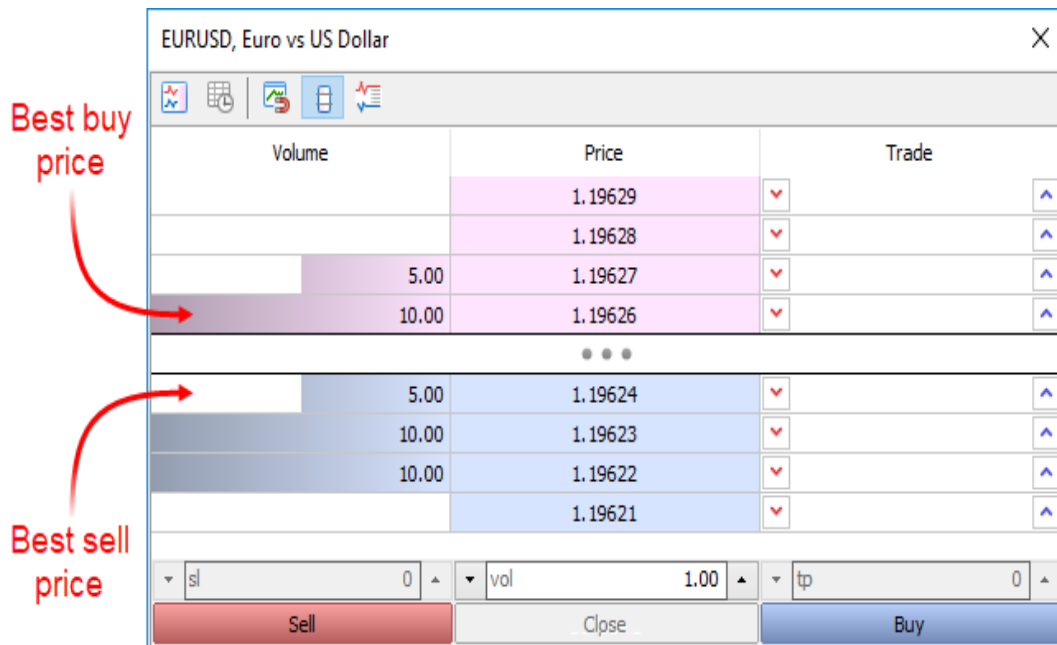 EURUSD, Euro vs US Dollar
Best buy
price
Volume Price Trade
1.19629
1.19628
5.00 1.19627
10.00 1.19626
5.00 1.19624
10.00 1.19623
10.00 1.19622
1.19621
Best sell
price
sl 0 vol 1.00 tp 0
Sell Close Buy